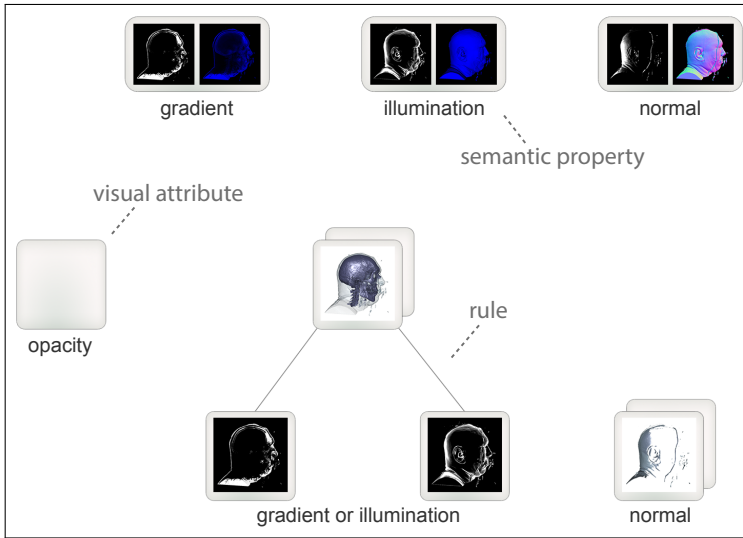 gradient
illumination
normal
semantic property
visual attribute
rule
opacity
gradient or illumination
normal